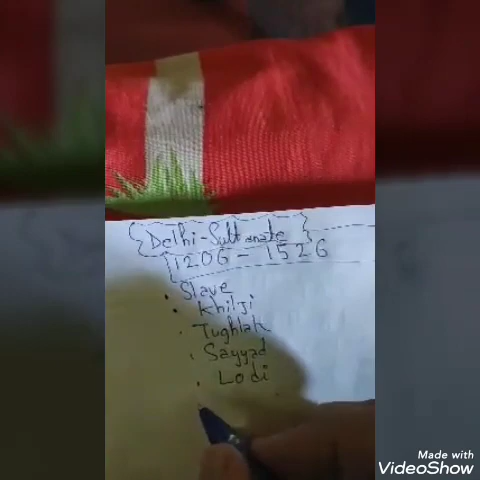 Delhi-Sultanate
1206 - 1526
• Slave
• Khilji
• Tughlak
• Sayyad
• Lodi
Made with
VideoShow